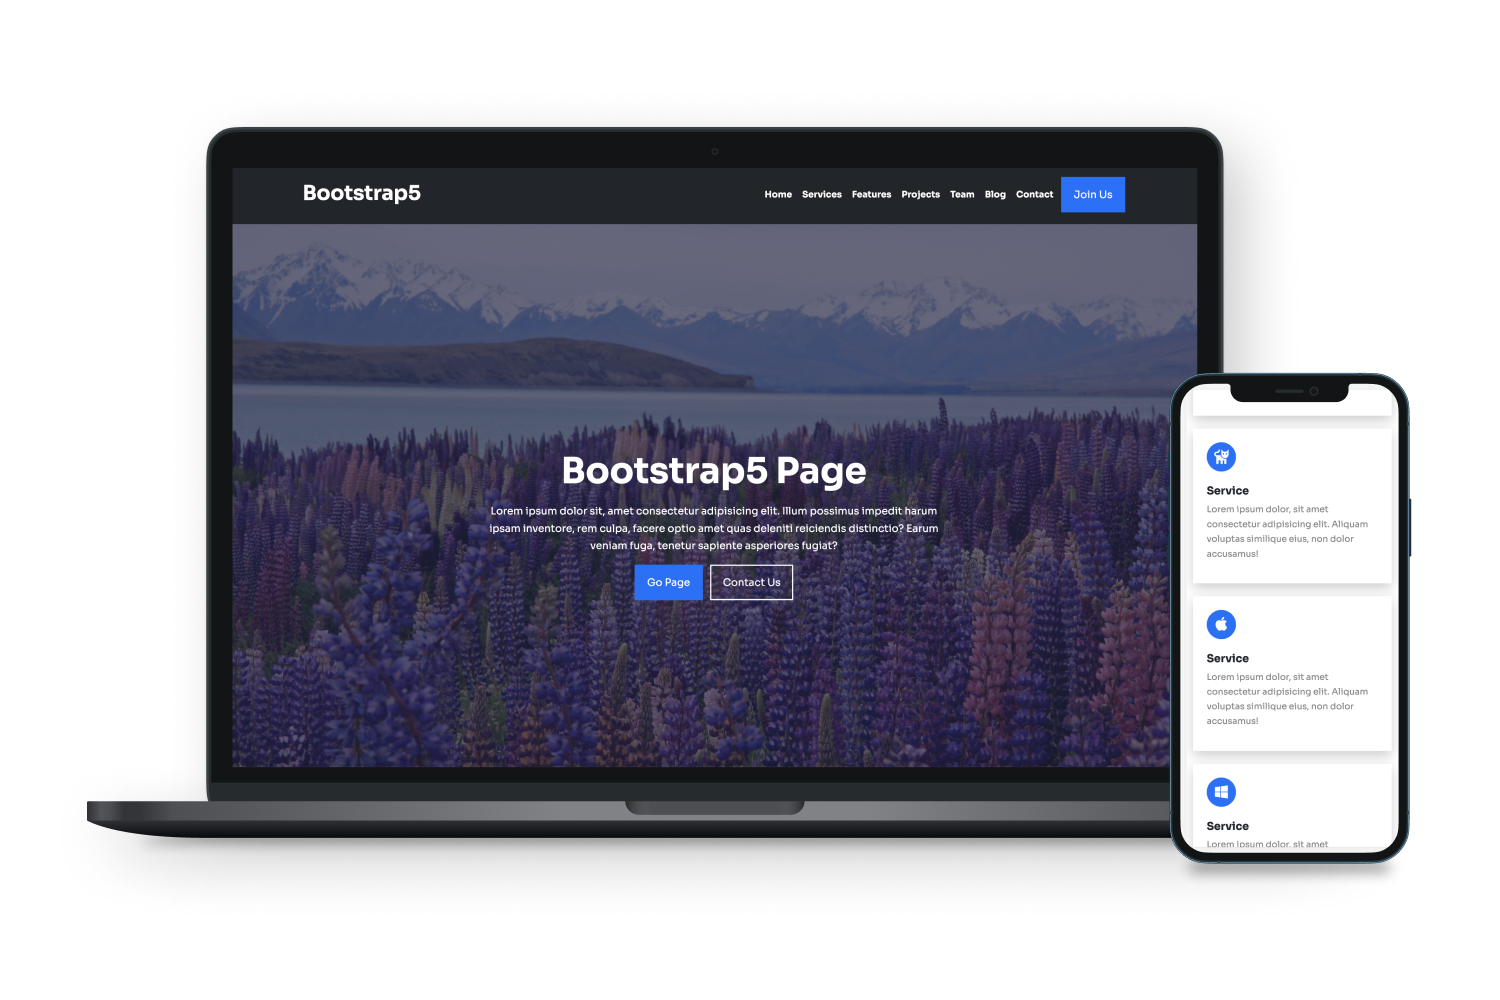 Bootstrap5
Home Services Features Projects Team Blog Contact Join Us
Bootstrap5 Page
Lorem ipsum dolor sit, amet consectetur adipisicing elit. Illum possimus impedit harum
ipsam inventore, rem culpa, facere optio amet quas deleniti reiciendis distinctio? Earum
veniam fuga, tenetur sapiente asperiores fugiat?
Go Page Contact Us
Service
Lorem ipsum dolor, sit amet
consectetur adipisicing elit. Aliquam
voluptas similique eius, non dolor
accusamus!
Service
Lorem ipsum dolor, sit amet
consectetur adipisicing elit. Aliquam
voluptas similique eius, non dolor
accusamus!
Service
Lorem ipsum dolor, sit amet